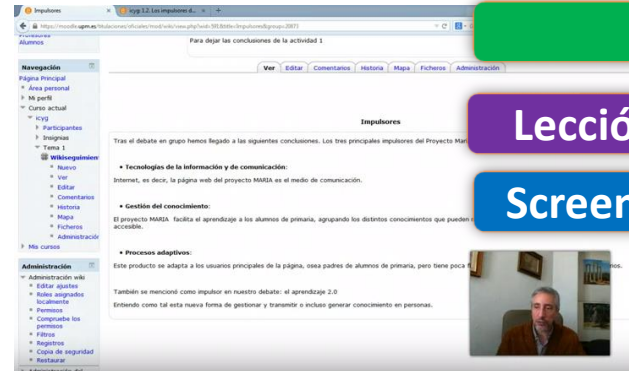 Impulsores
icyg 1.2. Los impulsores d...
https://moodle.upm.es/titulaciones/oficiales/mod/wiki/view.php?
Profesores
Alumnos
Para dejar las conclusiones de la actividad 1
Navegación
Página Principal
Área personal
Mi perfil
Curso actual
icyg
Participantes
Insignias
Tema 1
Wikiseguimien
Nuevo
Ver
Editar
Comentarios
Historia
Mapa
Ficheros
Administración
Mis cursos
Administración
Administración wiki
Editar ajustes
Roles asignados
localmente
Permisos
Compruebe los
permisos
Filtros
Registros
Copia de seguridad
Restaurar
Ver Editar Comentarios Historia Mapa Ficheros Administración
Impulsores
Tras el debate en grupo hemos llegado a las siguientes conclusiones. Los tres principales impulsores del Proyecto Mar
• Tecnologías de la información y de comunicación:
Internet, es decir, la página web del proyecto MARIA es el medio de comunicación.
• Gestión del conocimiento:
El proyecto MARIA facilita el aprendizaje a los alumnos de primaria, agrupando los distintos conocimientos que pueden
accesible.
• Procesos adaptivos:
Este producto se adapta a los usuarios principales de la página, osea padres de alumnos de primaria, pero tiene poca
También se mencionó como impulsor en nuestro debate: el aprendizaje 2.0
Entiendo como tal esta nueva forma de gestionar y transmitir o incluso generar conocimiento en personas.
Lecció
Screen